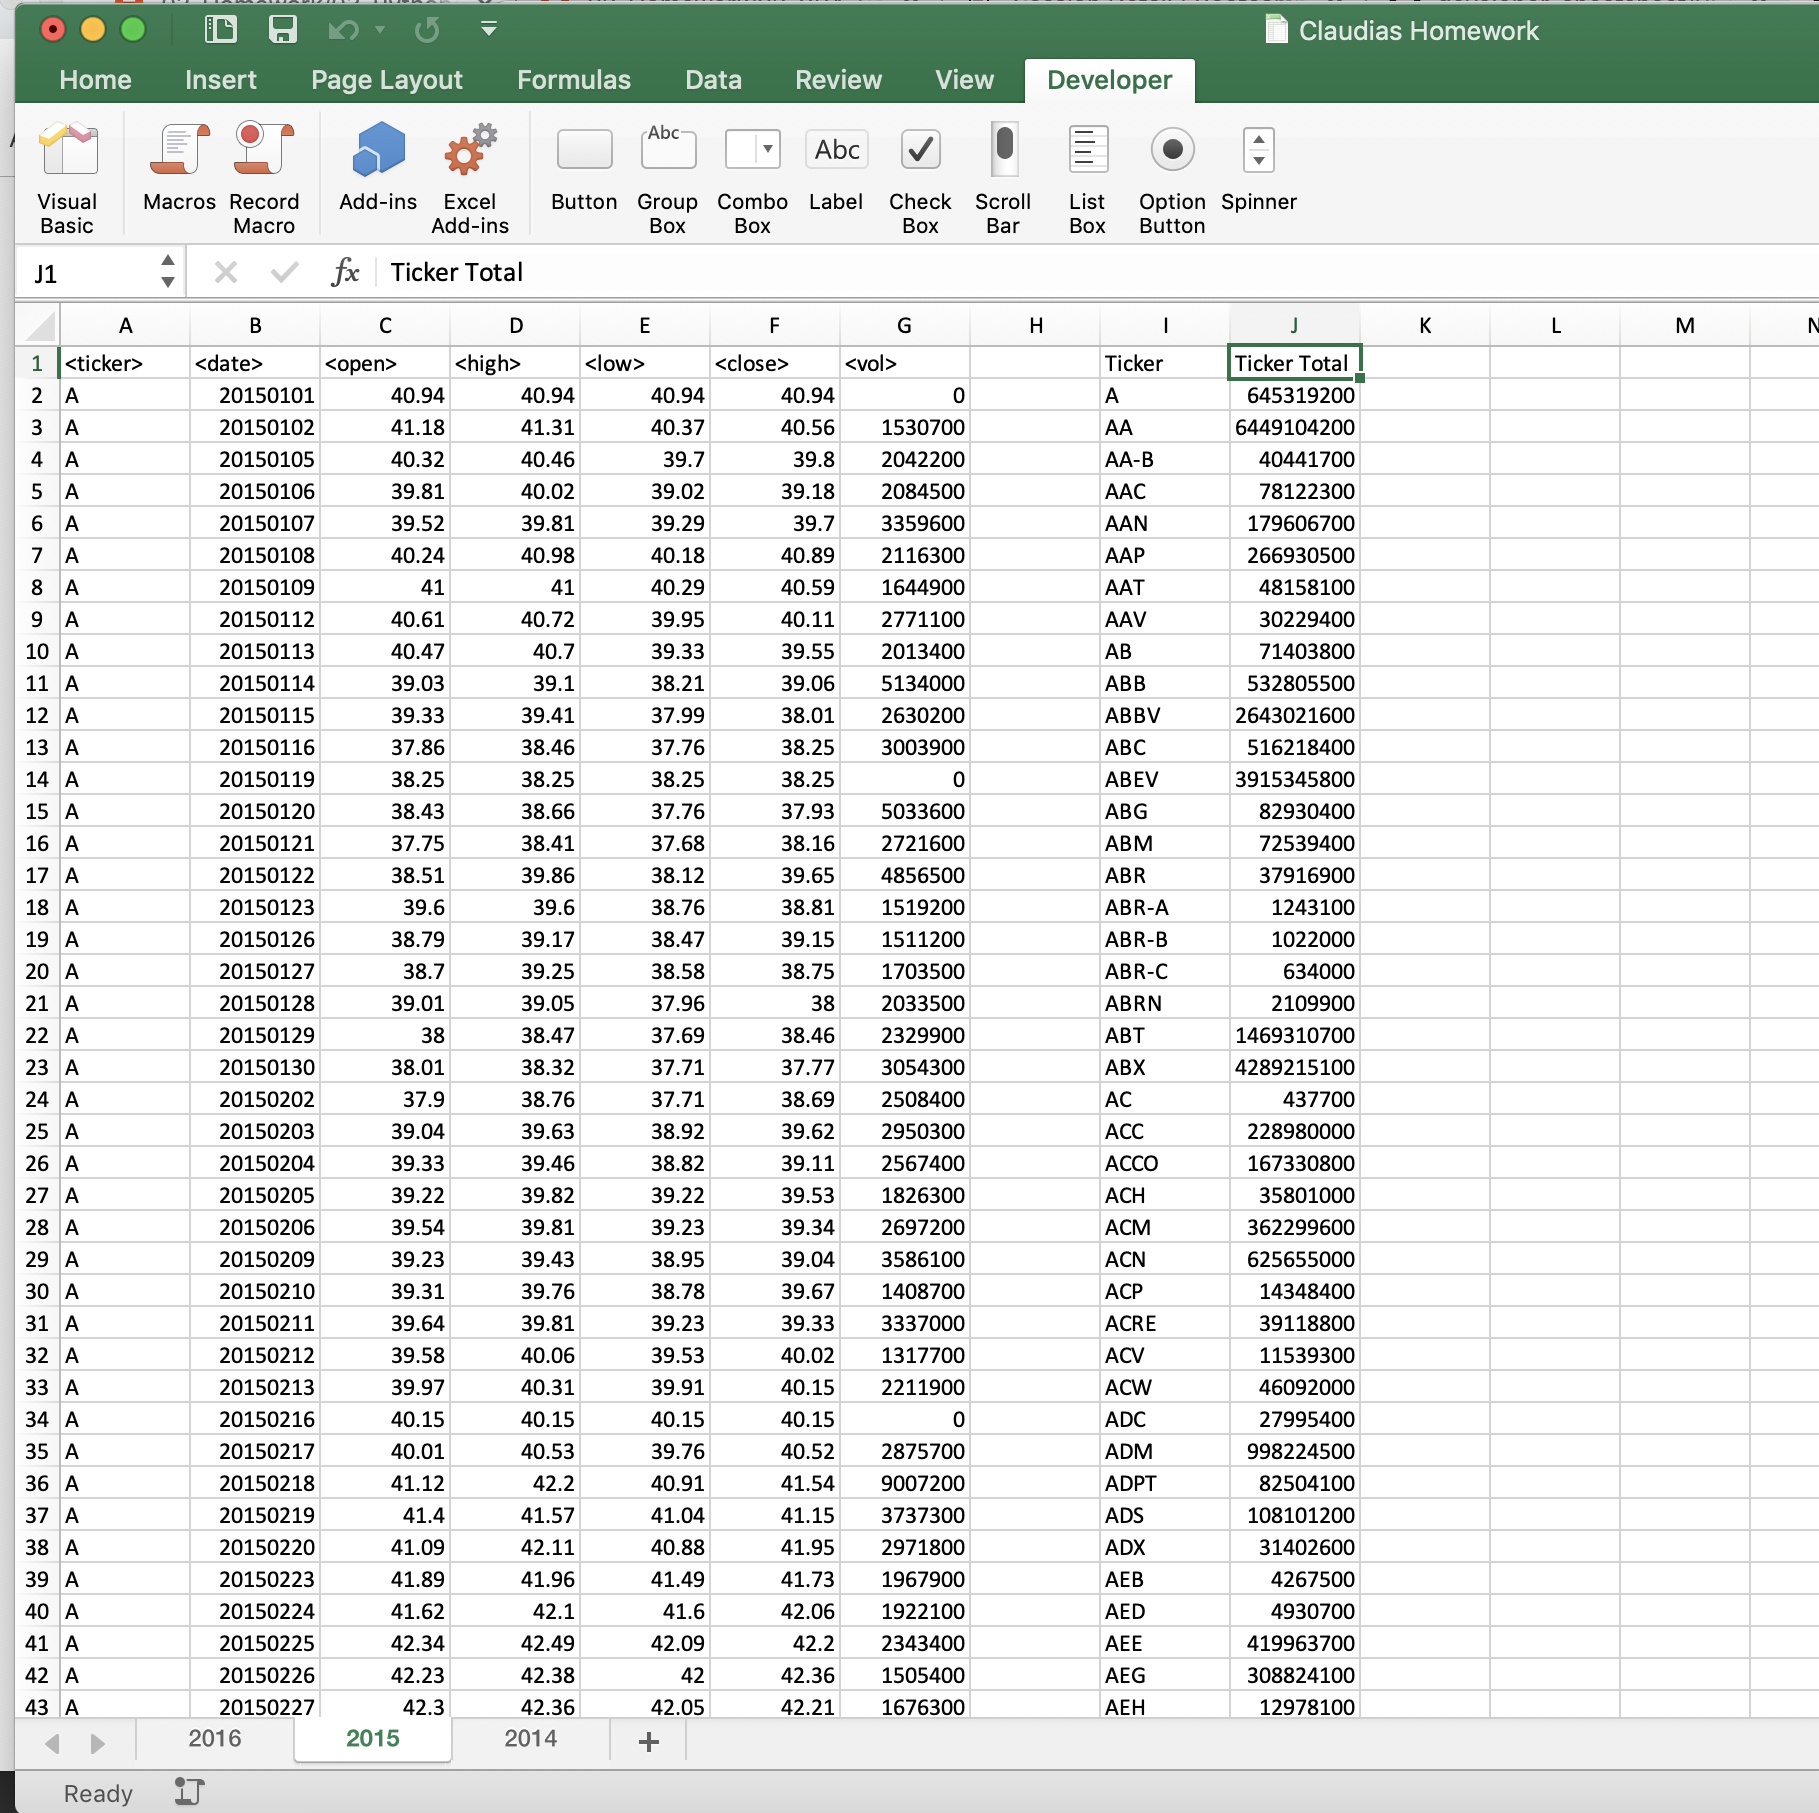 Claudias Homework
Home Insert Page Layout Formulas Data Review View Developer
Abc Abc
Visual Basic Macros Record Macro Add-ins Excel Add-ins Button Group Box Combo Box Label Check Box Scroll Bar List Box Option Button Spinner
J1 fx Ticker Total
A B C D E F G H I J K L M N
1 <ticker> <date> <open> <high> <low> <close> <vol> Ticker Ticker Total
2 A 20150101 40.94 40.94 40.94 40.94 0 A 645319200
3 A 20150102 41.18 41.31 40.37 40.56 1530700 AA 6449104200
4 A 20150105 40.32 40.46 39.7 39.8 2042200 AA-B 40441700
5 A 20150106 39.81 40.02 39.02 39.18 2084500 AAC 78122300
6 A 20150107 39.52 39.81 39.29 39.7 3359600 AAN 179606700
7 A 20150108 40.24 40.98 40.18 40.89 2116300 AAP 266930500
8 A 20150109 41 41 40.29 40.59 1644900 AAT 48158100
9 A 20150112 40.61 40.72 39.95 40.11 2771100 AAV 30229400
10 A 20150113 40.47 40.7 39.33 39.55 2013400 AB 71403800
11 A 20150114 39.03 39.1 38.21 39.06 5134000 ABB 532805500
12 A 20150115 39.33 39.41 37.99 38.01 2630200 ABBV 2643021600
13 A 20150116 37.86 38.46 37.76 38.25 3003900 ABC 516218400
14 A 20150119 38.25 38.25 38.25 38.25 0 ABEV 3915345800
15 A 20150120 38.43 38.66 37.76 37.93 5033600 ABG 82930400
16 A 20150121 37.75 38.41 37.68 38.16 2721600 ABM 72539400
17 A 20150122 38.51 39.86 38.12 39.65 4856500 ABR 37916900
18 A 20150123 39.6 39.6 38.76 38.81 1519200 ABR-A 1243100
19 A 20150126 38.79 39.17 38.47 39.15 1511200 ABR-B 1022000
20 A 20150127 38.7 39.25 38.58 38.75 1703500 ABR-C 634000
21 A 20150128 39.01 39.05 37.96 38 2033500 ABRN 2109900
22 A 20150129 38 38.47 37.69 38.46 2329900 ABT 1469310700
23 A 20150130 38.01 38.32 37.71 37.77 3054300 ABX 4289215100
24 A 20150202 37.9 38.76 37.71 38.69 2508400 AC 437700
25 A 20150203 39.04 39.63 38.92 39.62 2950300 ACC 228980000
26 A 20150204 39.33 39.46 38.82 39.11 2567400 ACCO 167330800
27 A 20150205 39.22 39.82 39.22 39.53 1826300 ACH 35801000
28 A 20150206 39.54 39.81 39.23 39.34 2697200 ACM 362299600
29 A 20150209 39.23 39.43 38.95 39.04 3586100 ACN 625655000
30 A 20150210 39.31 39.76 38.78 39.67 1408700 ACP 14348400
31 A 20150211 39.64 39.81 39.23 39.33 3337000 ACRE 39118800
32 A 20150212 39.58 40.06 39.53 40.02 1317700 ACV 11539300
33 A 20150213 39.97 40.31 39.91 40.15 2211900 ACW 46092000
34 A 20150216 40.15 40.15 40.15 40.15 0 ADC 27995400
35 A 20150217 40.01 40.53 39.76 40.52 2875700 ADM 998224500
36 A 20150218 41.12 42.2 40.91 41.54 9007200 ADPT 82504100
37 A 20150219 41.4 41.57 41.04 41.15 3737300 ADS 108101200
38 A 20150220 41.09 42.11 40.88 41.95 2971800 ADX 31402600
39 A 20150223 41.89 41.96 41.49 41.73 1967900 AEB 4267500
40 A 20150224 41.62 42.1 41.6 42.06 1922100 AED 4930700
41 A 20150225 42.34 42.49 42.09 42.2 2343400 AEE 419963700
42 A 20150226 42.23 42.38 42 42.36 1505400 AEG 308824100
43 A 20150227 42.3 42.36 42.05 42.21 1676300 AEH 12978100
2016 2015 2014 +
Ready